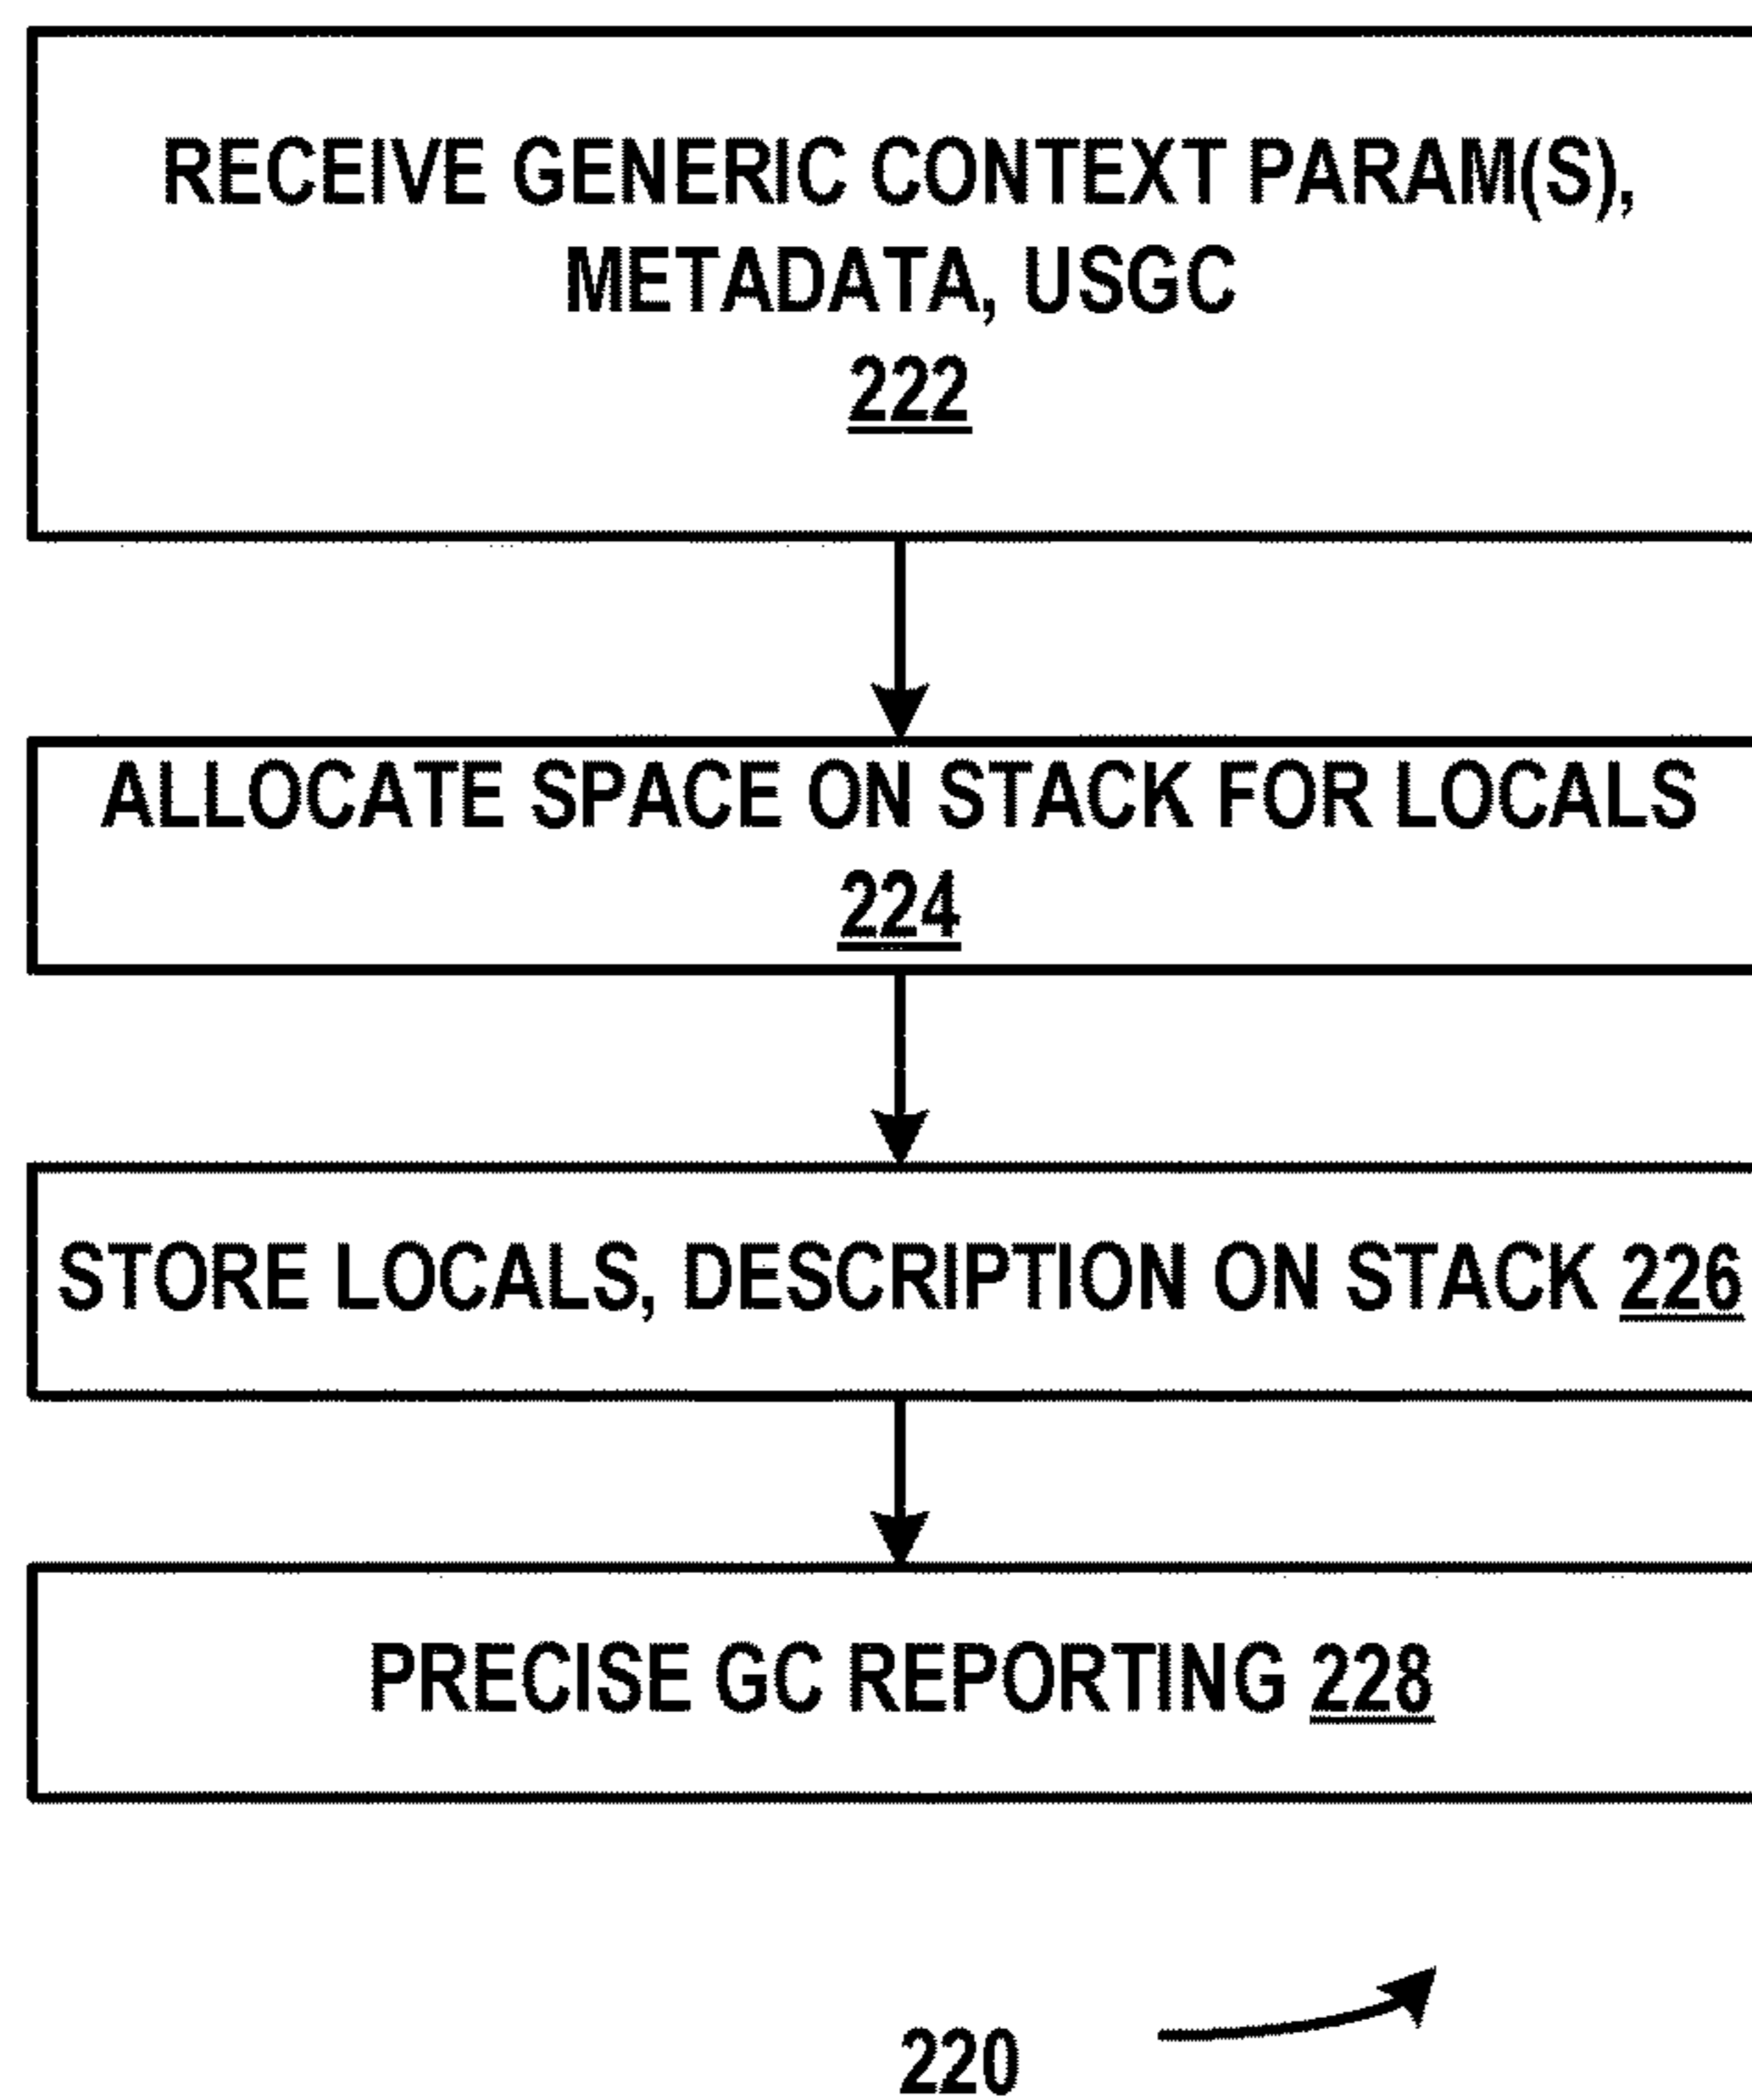 RECEIVE GENERIC CONTEXT PARAM(S),
METADATA, USGC
222
ALLOCATE SPACE ON STACK FOR LOCALS
224
STORE LOCALS, DESCRIPTION ON STACK 226
PRECISE GC REPORTING 228
220